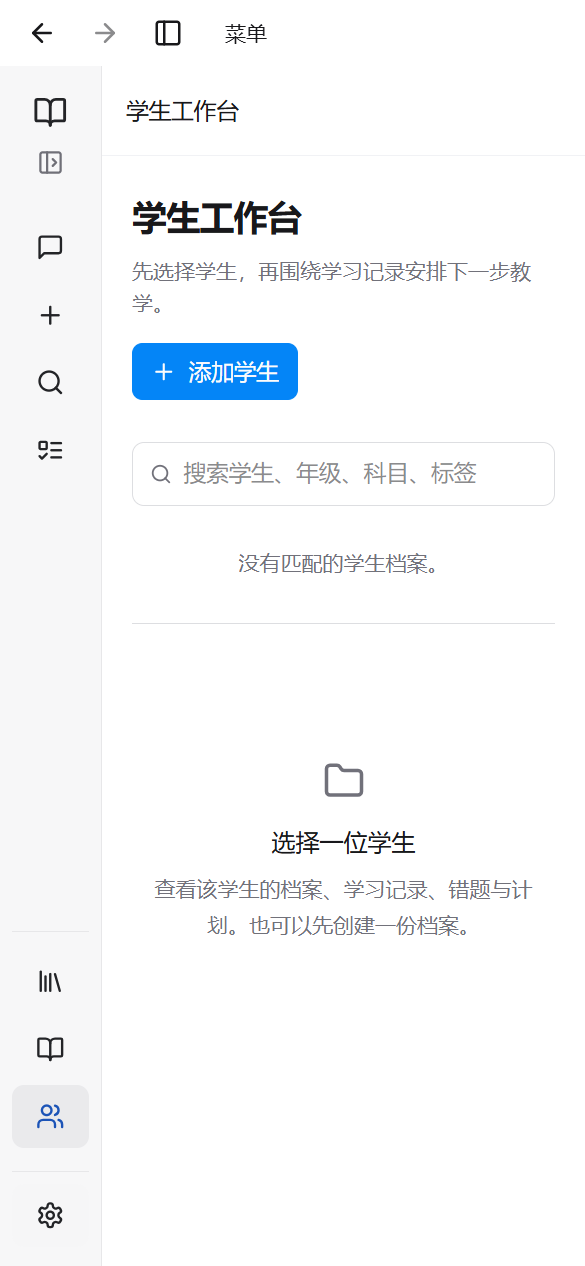 菜单
学生工作台
学生工作台
先选择学生，再围绕学习记录安排下一步教
学。
添加学生
搜索学生、年级、科目、标签
没有匹配的学生档案。
选择一位学生
查看该学生的档案、学习记录、错题与计
划。也可以先创建一份档案。